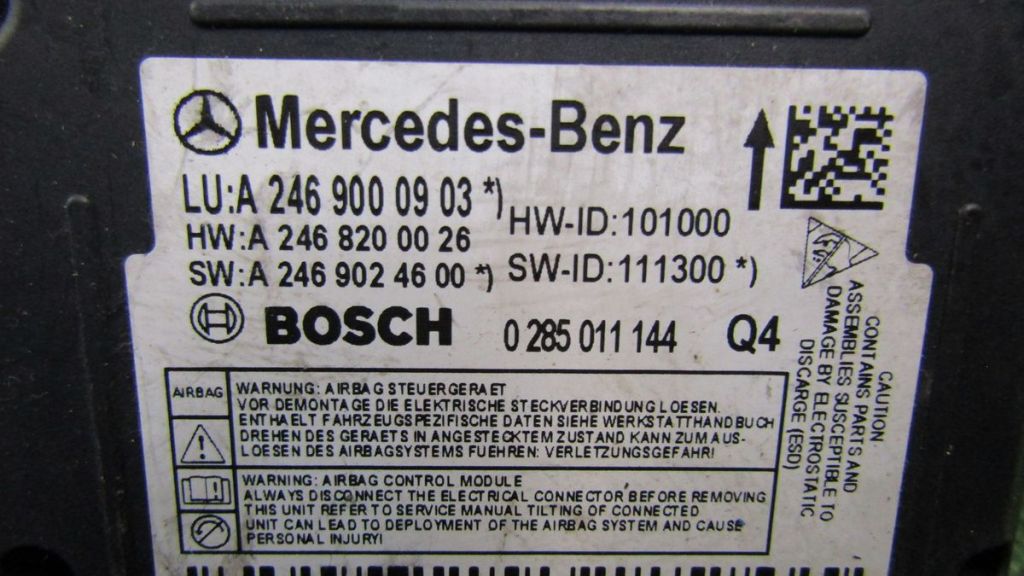 Mercedes-Benz
LU:A 246 900 09 03 *)
HW-ID:101000
HW:A 246 820 00 26
SW:A 246 902 46 00 *)
SW-ID:111300 *)
BOSCH
0 285 011 144
Q4
CAUTION
CONTAINS PARTS AND
ASSEMBLIES SUSCEPTIBLE TO
DAMAGE BY ELECTROSTATIC
DISCHARGE (ESD)
AIRBAG
WARNUNG: AIRBAG STEUERGERAET
VOR DEMONTAGE DIE ELEKTRISCHE STECKVERBINDUNG LOESEN.
ENTHAELT FAHRZEUGSPEZIFISCHE DATEN SIEHE WERKSTATTHANDBUCH
DREHEN DES GERAETS IN ANGESTECKTEM ZUSTAND KANN ZUM AUS-
LOESEN DES AIRBAGSYSTEMS FUEHREN: VERLETZUNGSGEFAHR!
WARNING: AIRBAG CONTROL MODULE
ALWAYS DISCONNECT THE ELECTRICAL CONNECTOR BEFORE REMOVING
THIS UNIT REFER TO SERVICE MANUAL TILTING OF CONNECTED
UNIT CAN LEAD TO DEPLOYMENT OF THE AIRBAG SYSTEM AND CAUSE
PERSONAL INJURY!